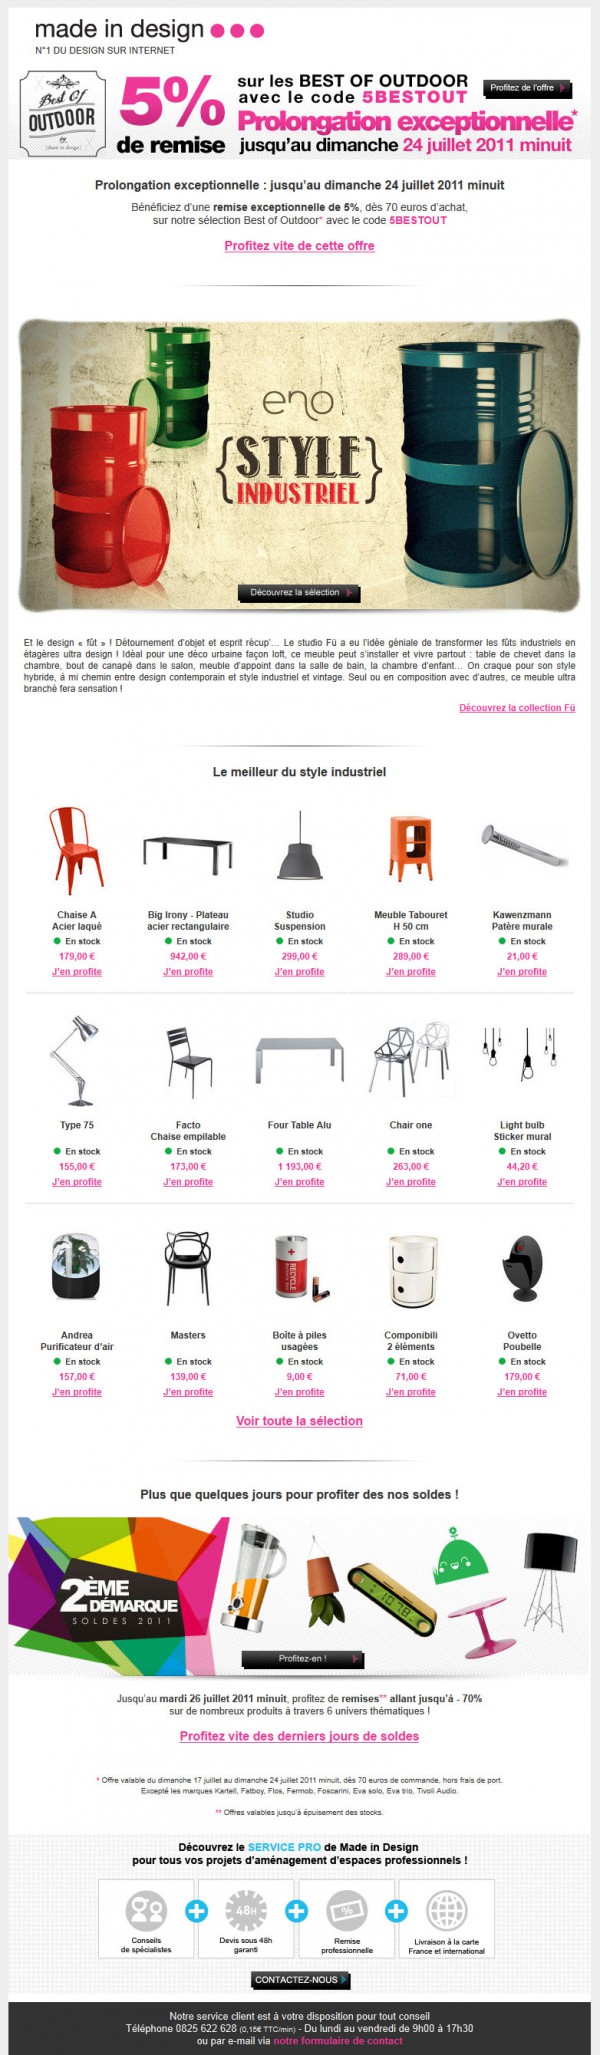 made in design
N°1 DU DESIGN SUR INTERNET
Best Of
OUTDOOR
by
[made in design]
5%
de remise
sur les BEST OF OUTDOOR
avec le code 5BESTOUT
Profitez de l'offre
Prolongation exceptionnelle*
jusqu'au dimanche 24 juillet 2011 minuit
Prolongation exceptionnelle : jusqu'au dimanche 24 juillet 2011 minuit
Bénéficiez d'une remise exceptionnelle de 5%, dès 70 euros d'achat,
sur notre sélection Best of Outdoor* avec le code 5BESTOUT
Profitez vite de cette offre
eno
{STYLE
INDUSTRIEL}
Découvrez la sélection
Et le design « fût » ! Détournement d'objet et esprit récup'... Le studio Fü a eu l'idée géniale de transformer les fûts industriels en
étagères ultra design ! Idéal pour une déco urbaine façon loft, ce meuble peut s'installer et vivre partout : table de chevet dans la
chambre, bout de canapé dans le salon, meuble d'appoint dans la salle de bain, la chambre d'enfant... On craque pour son style
hybride, à mi chemin entre design contemporain et style industriel et vintage. Seul ou en composition avec d'autres, ce meuble ultra
branché fera sensation !
Découvrez la collection Fü
Le meilleur du style industriel
Chaise A
Acier laqué
En stock
179,00 €
J'en profite
Big Irony - Plateau
acier rectangulaire
En stock
942,00 €
J'en profite
Studio
Suspension
En stock
299,00 €
J'en profite
Meuble Tabouret
H 50 cm
En stock
289,00 €
J'en profite
Kawenzmann
Patère murale
En stock
21,00 €
J'en profite
Type 75
En stock
155,00 €
J'en profite
Facto
Chaise empilable
En stock
173,00 €
J'en profite
Four Table Alu
En stock
1 193,00 €
J'en profite
Chair one
En stock
263,00 €
J'en profite
Light bulb
Sticker mural
En stock
44,20 €
J'en profite
Andrea
Purificateur d'air
En stock
157,00 €
J'en profite
Masters
En stock
139,00 €
J'en profite
RECYCLE
Boîte à piles
usagées
En stock
9,00 €
J'en profite
Componibili
2 éléments
En stock
71,00 €
J'en profite
Ovetto
Poubelle
En stock
179,00 €
J'en profite
Voir toute la sélection
Plus que quelques jours pour profiter des nos soldes !
2ÈME
DÉMARQUE
SOLDES 2011
10:78
Profitez-en !
Jusqu'au mardi 26 juillet 2011 minuit, profitez de remises** allant jusqu'à - 70%
sur de nombreux produits à travers 6 univers thématiques !
Profitez vite des derniers jours de soldes
* Offre valable du dimanche 17 juillet au dimanche 24 juillet 2011 minuit, dès 70 euros de commande, hors frais de port.
Excepté les marques Kartell, Fatboy, Flos, Fermob, Foscarini, Eva solo, Eva trio, Tivoli Audio.
** Offres valables jusqu'à épuisement des stocks.
Découvrez le SERVICE PRO de Made in Design
pour tous vos projets d'aménagement d'espaces professionnels !
Conseils
de spécialistes
48H
Devis sous 48h
garanti
%
Remise
professionnelle
Livraison à la carte
France et international
CONTACTEZ-NOUS
Notre service client est à votre disposition pour tout conseil
Téléphone 0825 622 628 (0,15€ TTC/min) - Du lundi au vendredi de 9h00 à 17h30
ou par e-mail via notre formulaire de contact